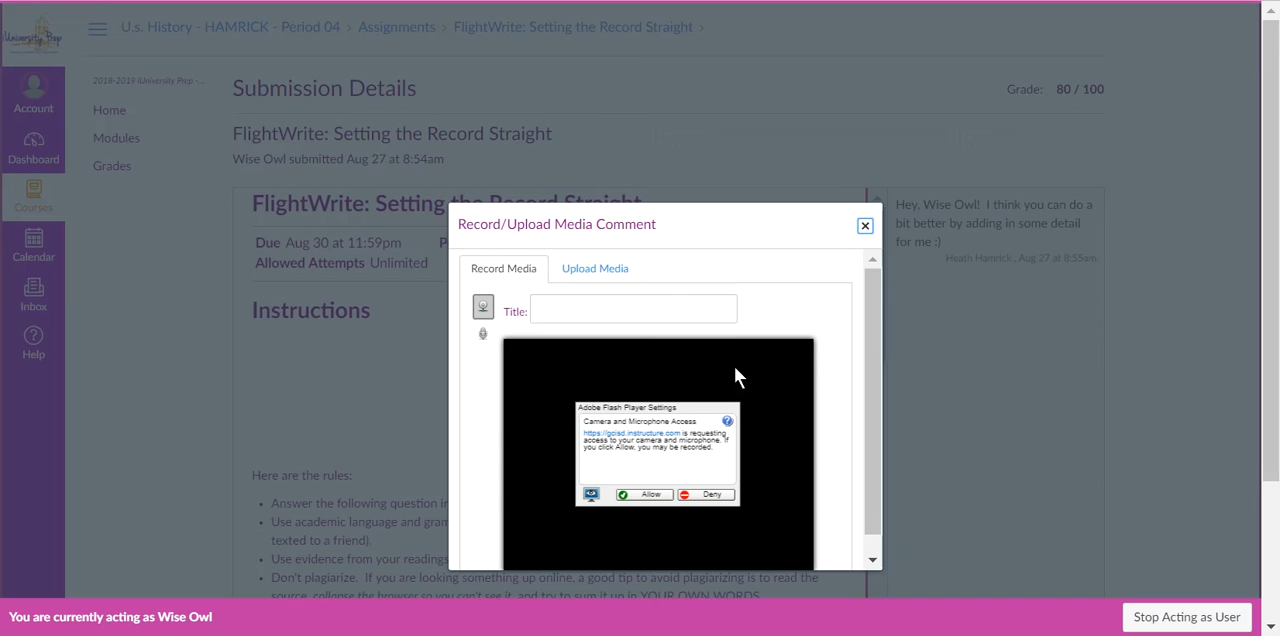 University Prep
U.S. History - HAMRICK - Period 04 > Assignments > FlightWrite: Setting the Record Straight >
Account
Dashboard
Courses
Calendar
Inbox
Help
2018-2019 iUniversity Prep -...
Home
Modules
Grades
Submission Details
Grade: 80 / 100
FlightWrite: Setting the Record Straight
Wise Owl submitted Aug 27 at 8:54am
FlightWrite: Setting the Record Straight
Due Aug 30 at 11:59pm P
Allowed Attempts Unlimited
Instructions
Here are the rules:
• Answer the following question in
• Use academic language and gram
texted to a friend).
• Use evidence from your readings
• Don't plagiarize. If you are looking something up online, a good tip to avoid plagiarizing is to read the
source, collapse the browser so you can't see it, and try to sum it up in YOUR OWN WORDS.
Hey, Wise Owl! I think you can do a
bit better by adding in some detail
for me :)
Heath Hamrick , Aug 27 at 8:55am
Record/Upload Media Comment
Record Media
Upload Media
Title:
Adobe Flash Player Settings
Camera and Microphone Access
https://gcisd.instructure.com is requesting
access to your camera and microphone. If
you click Allow, you may be recorded.
Allow
Deny
You are currently acting as Wise Owl
Stop Acting as User